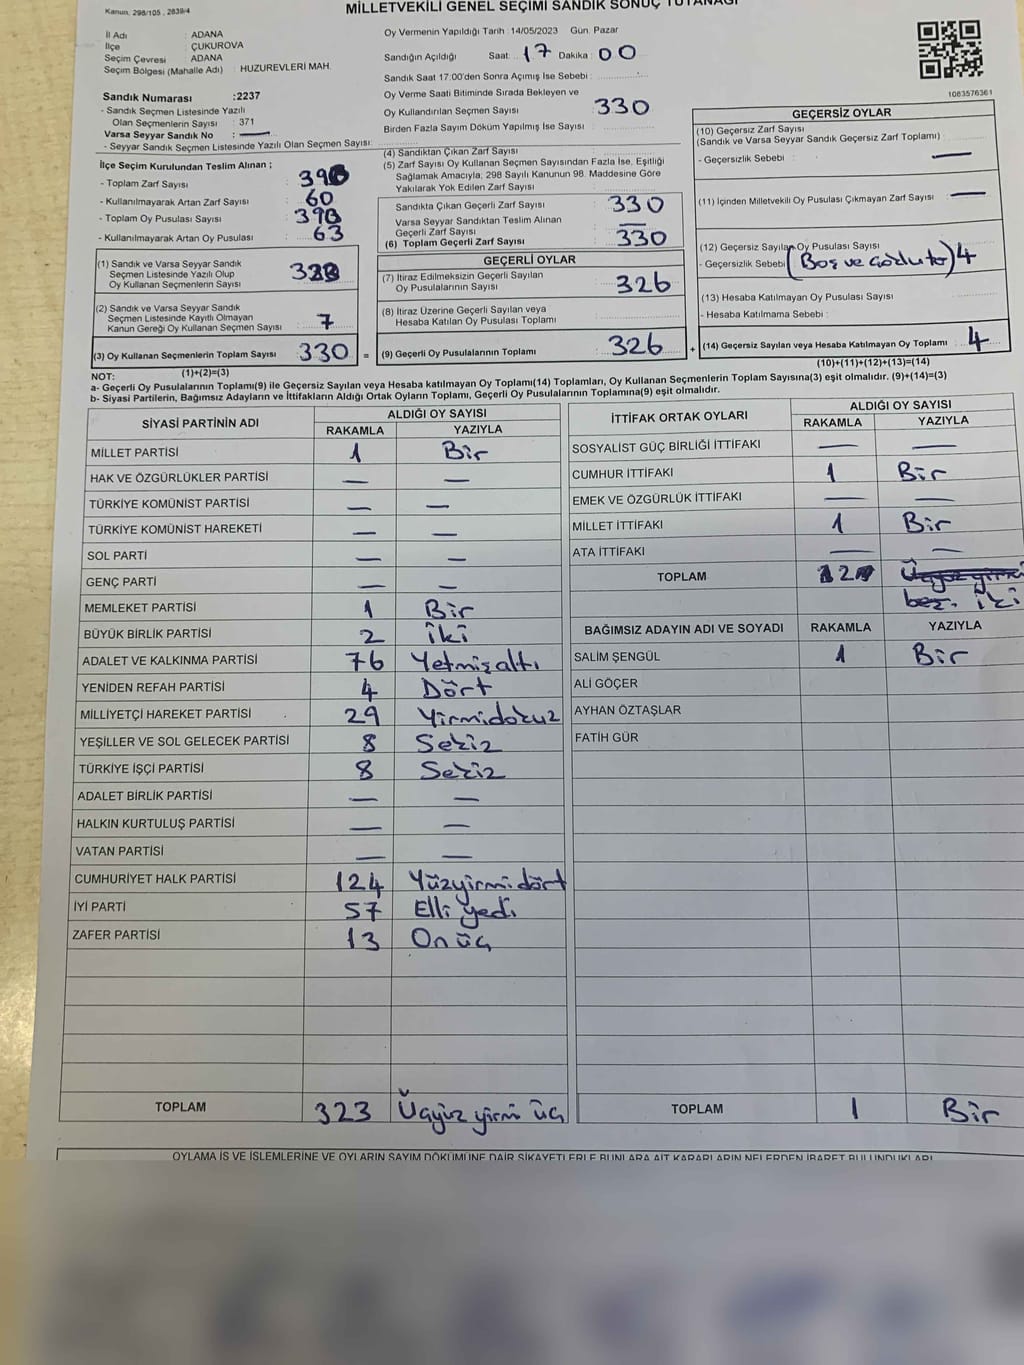 Kanun, 298/105 , 2839/4
MİLLETVEKİLİ GENEL SEÇİMİ SANDIK SONUÇ TUTANAĞI
İl Adı : ADANA
İlçe : ÇUKUROVA
Seçim Çevresi : ADANA
Seçim Bölgesi (Mahalle Adı) : HUZUREVLERİ MAH.
Sandık Numarası :2237
- Sandık Seçmen Listesinde Yazılı
Olan Seçmenlerin Sayısı : 371
Varsa Seyyar Sandık No : —
- Seyyar Sandık Seçmen Listesinde Yazılı Olan Seçmen Sayısı:
Oy Vermenin Yapıldığı Tarih :14/05/2023 Gün: Pazar
Sandığın Açıldığı Saat: 17 Dakika : 00
Sandık Saat 17:00'den Sonra Açımış İse Sebebi :
Oy Verme Saati Bitiminde Sırada Bekleyen ve
Oy Kullandırılan Seçmen Sayısı : 330
Birden Fazla Sayım Döküm Yapılmış İse Sayısı :
1083576361
İlçe Seçim Kurulundan Teslim Alınan ;
- Toplam Zarf Sayısı : 390
- Kullanılmayarak Artan Zarf Sayısı : 60
- Toplam Oy Pusulası Sayısı :
- Kullanılmayarak Artan Oy Pusulası : 63
(1) Sandık ve Varsa Seyyar Sandık
Seçmen Listesinde Yazılı Olup
Oy Kullanan Seçmenlerin Sayısı :
(2) Sandık ve Varsa Seyyar Sandık
Seçmen Listesinde Kayıtlı Olmayan
Kanun Gereği Oy Kullanan Seçmen Sayısı : 7
(3) Oy Kullanan Seçmenlerin Toplam Sayısı : 330 =
(1)+(2)=(3)
(4) Sandıktan Çıkan Zarf Sayısı :
(5) Zarf Sayısı Oy Kullanan Seçmen Sayısından Fazla İse, Eşitliği
Sağlamak Amacıyla; 298 Sayılı Kanunun 98. Maddesine Göre
Yakılarak Yok Edilen Zarf Sayısı :
Sandıkta Çıkan Geçerli Zarf Sayısı : 330
Varsa Seyyar Sandıktan Teslim Alınan
Geçerli Zarf Sayısı : —
(6) Toplam Geçerli Zarf Sayısı : 330
GEÇERLİ OYLAR
(7) İtiraz Edilmeksizin Geçerli Sayılan
Oy Pusulalarının Sayısı : 326
(8) İtiraz Üzerine Geçerli Sayılan veya
Hesaba Katılan Oy Pusulası Toplamı :
(9) Geçerli Oy Pusulalarının Toplamı : 326 +
GEÇERSİZ OYLAR
(10) Geçersiz Zarf Sayısı
(Sandık ve Varsa Seyyar Sandık Geçersiz Zarf Toplamı) :
- Geçersizlik Sebebi : —
(11) İçinden Milletvekili Oy Pusulası Çıkmayan Zarf Sayısı : —
(12) Geçersiz Sayılan Oy Pusulası Sayısı
- Geçersizlik Sebebi (Boş ve 4
(13) Hesaba Katılmayan Oy Pusulası Sayısı
- Hesaba Katılmama Sebebi :
(14) Geçersiz Sayılan veya Hesaba Katılmayan Oy Toplamı : 4
(10)+(11)+(12)+(13)=(14)
NOT:
a- Geçerli Oy Pusulalarının Toplamı(9) ile Geçersiz Sayılan veya Hesaba katılmayan Oy Toplamı(14) Toplamları, Oy Kullanan Seçmenlerin Toplam Sayısına(3) eşit olmalıdır. (9)+(14)=(3)
b- Siyasi Partilerin, Bağımsız Adayların ve İttifakların Aldığı Ortak Oyların Toplamı, Geçerli Oy Pusulalarının Toplamına(9) eşit olmalıdır.
SİYASİ PARTİNİN ADI
ALDIĞI OY SAYISI
RAKAMLA YAZIYLA
MİLLET PARTİSİ 1 Bir
HAK VE ÖZGÜRLÜKLER PARTİSİ — —
TÜRKİYE KOMÜNİST PARTİSİ — —
TÜRKİYE KOMÜNİST HAREKETİ — —
SOL PARTİ — —
GENÇ PARTİ — —
MEMLEKET PARTİSİ 1 Bir
BÜYÜK BİRLİK PARTİSİ 2 İki
ADALET VE KALKINMA PARTİSİ 76 Yetmişaltı
YENİDEN REFAH PARTİSİ 4 Dört
MİLLİYETÇİ HAREKET PARTİSİ 29 Yirmidokuz
YEŞİLLER VE SOL GELECEK PARTİSİ 8 Sekiz
TÜRKİYE İŞÇİ PARTİSİ 8 Sekiz
ADALET BİRLİK PARTİSİ — —
HALKIN KURTULUŞ PARTİSİ — —
VATAN PARTİSİ — —
CUMHURİYET HALK PARTİSİ 124 Yüzyirmidört
İYİ PARTİ 57 Elli yedi
ZAFER PARTİSİ 13 On üç
TOPLAM 323 Üçyüz yirmi üç
İTTİFAK ORTAK OYLARI
ALDIĞI OY SAYISI
RAKAMLA YAZIYLA
SOSYALİST GÜÇ BİRLİĞİ İTTİFAKI — —
CUMHUR İTTİFAKI 1 Bir
EMEK VE ÖZGÜRLÜK İTTİFAKI — —
MİLLET İTTİFAKI 1 Bir
ATA İTTİFAKI — —
TOPLAM 2
iki
BAĞIMSIZ ADAYIN ADI VE SOYADI RAKAMLA YAZIYLA
SALİM ŞENGÜL 1 Bir
ALİ GÖÇER
AYHAN ÖZTAŞLAR
FATİH GÜR
TOPLAM 1 Bir
OYLAMA İŞ VE İŞLEMLERİNE VE OYLARIN SAYIM DÖKÜMÜNE DAİR ŞİKAYETLERLE BUNLARA AİT KARARLARIN NELERDEN İBARET BULUNDUKLARI